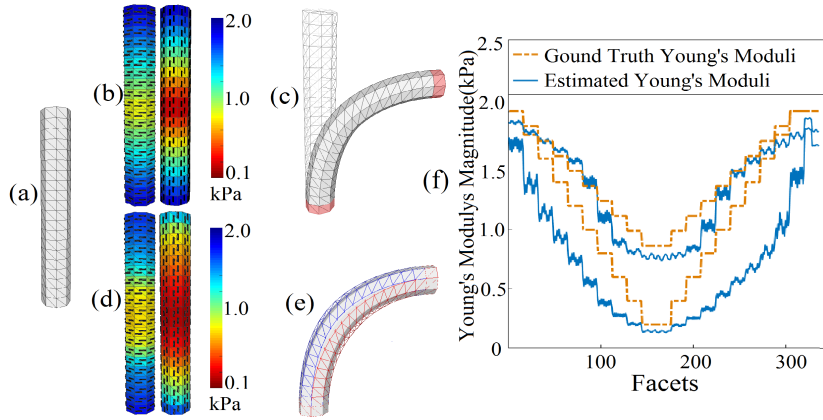 (a)
(b)
2.0
1.0
0.1
kPa
(c)
(d)
2.0
1.0
0.1
kPa
(e)
(f)
Young's Modulys Magnitude(kPa)
2.5
2.0
1.5
1.0
0.5
0
Gound Truth Young's Moduli
Estimated Young's Moduli
100
200
300
Facets